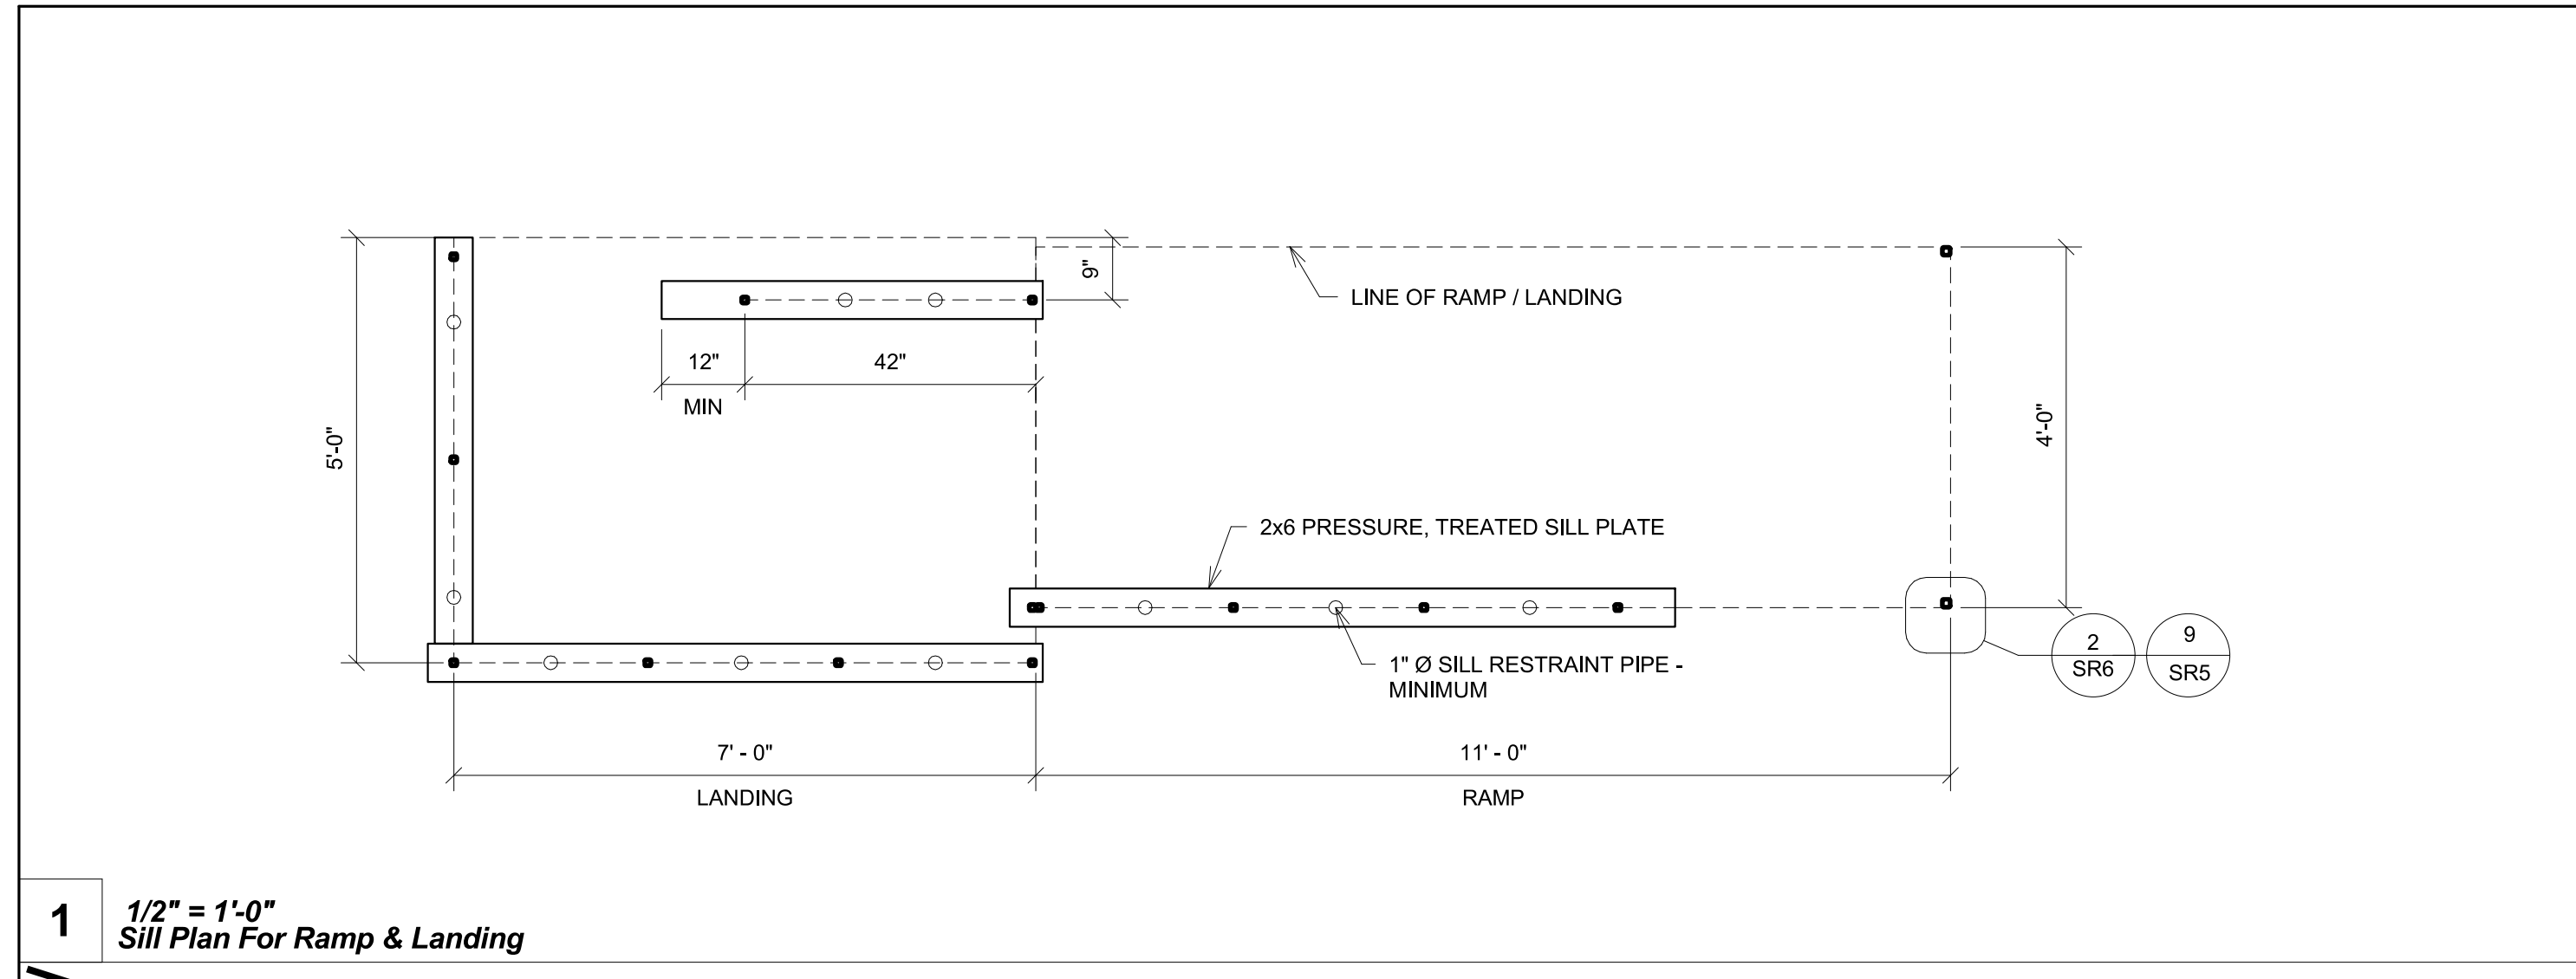 9"
LINE OF RAMP / LANDING
12"
42"
MIN
5'-0"
4'-0"
2x6 PRESSURE, TREATED SILL PLATE
1" Ø SILL RESTRAINT PIPE -
MINIMUM
2
SR6
9
SR5
7' - 0"
11' - 0"
LANDING
RAMP
1
1/2" = 1'-0"
Sill Plan For Ramp & Landing